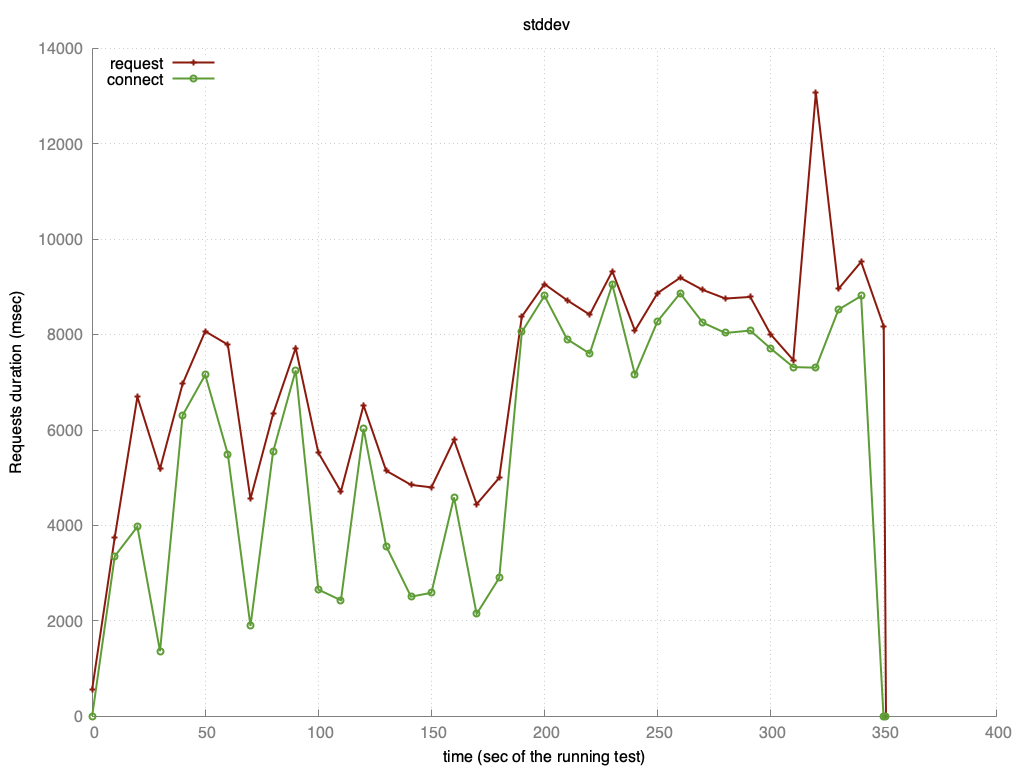 stddev
14000
12000
10000
8000
6000
4000
2000
0
request
connect
Requests duration (msec)
0 50 100 150 200 250 300 350 400
time (sec of the running test)